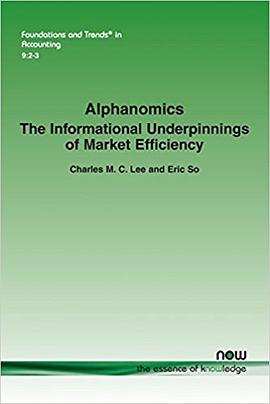 Foundations and Trends® in
Accounting
9:2-3
Alphanomics
The Informational Underpinnings
of Market Efficiency
Charles M. C. Lee and Eric So
now
the essence of knowledge